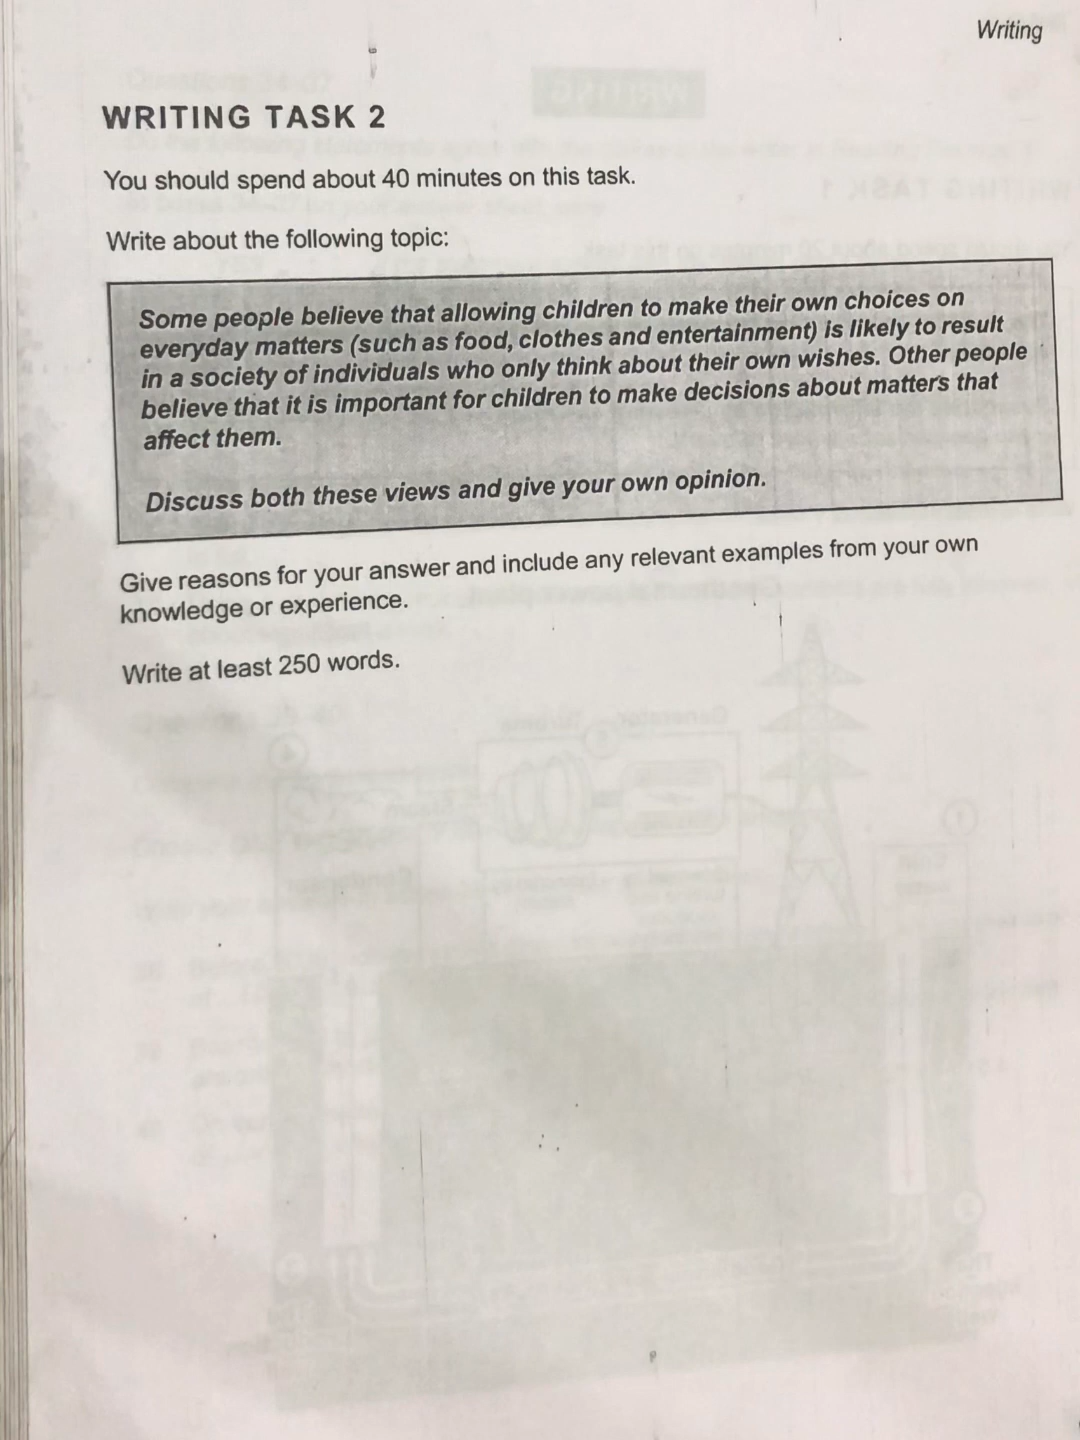 Writing
WRITING TASK 2
You should spend about 40 minutes on this task.
Write about the following topic:
Some people believe that allowing children to make their own choices on
everyday matters (such as food, clothes and entertainment) is likely to result
in a society of individuals who only think about their own wishes. Other people
believe that it is important for children to make decisions about matters that
affect them.
Discuss both these views and give your own opinion.
Give reasons for your answer and include any relevant examples from your own
knowledge or experience.
Write at least 250 words.